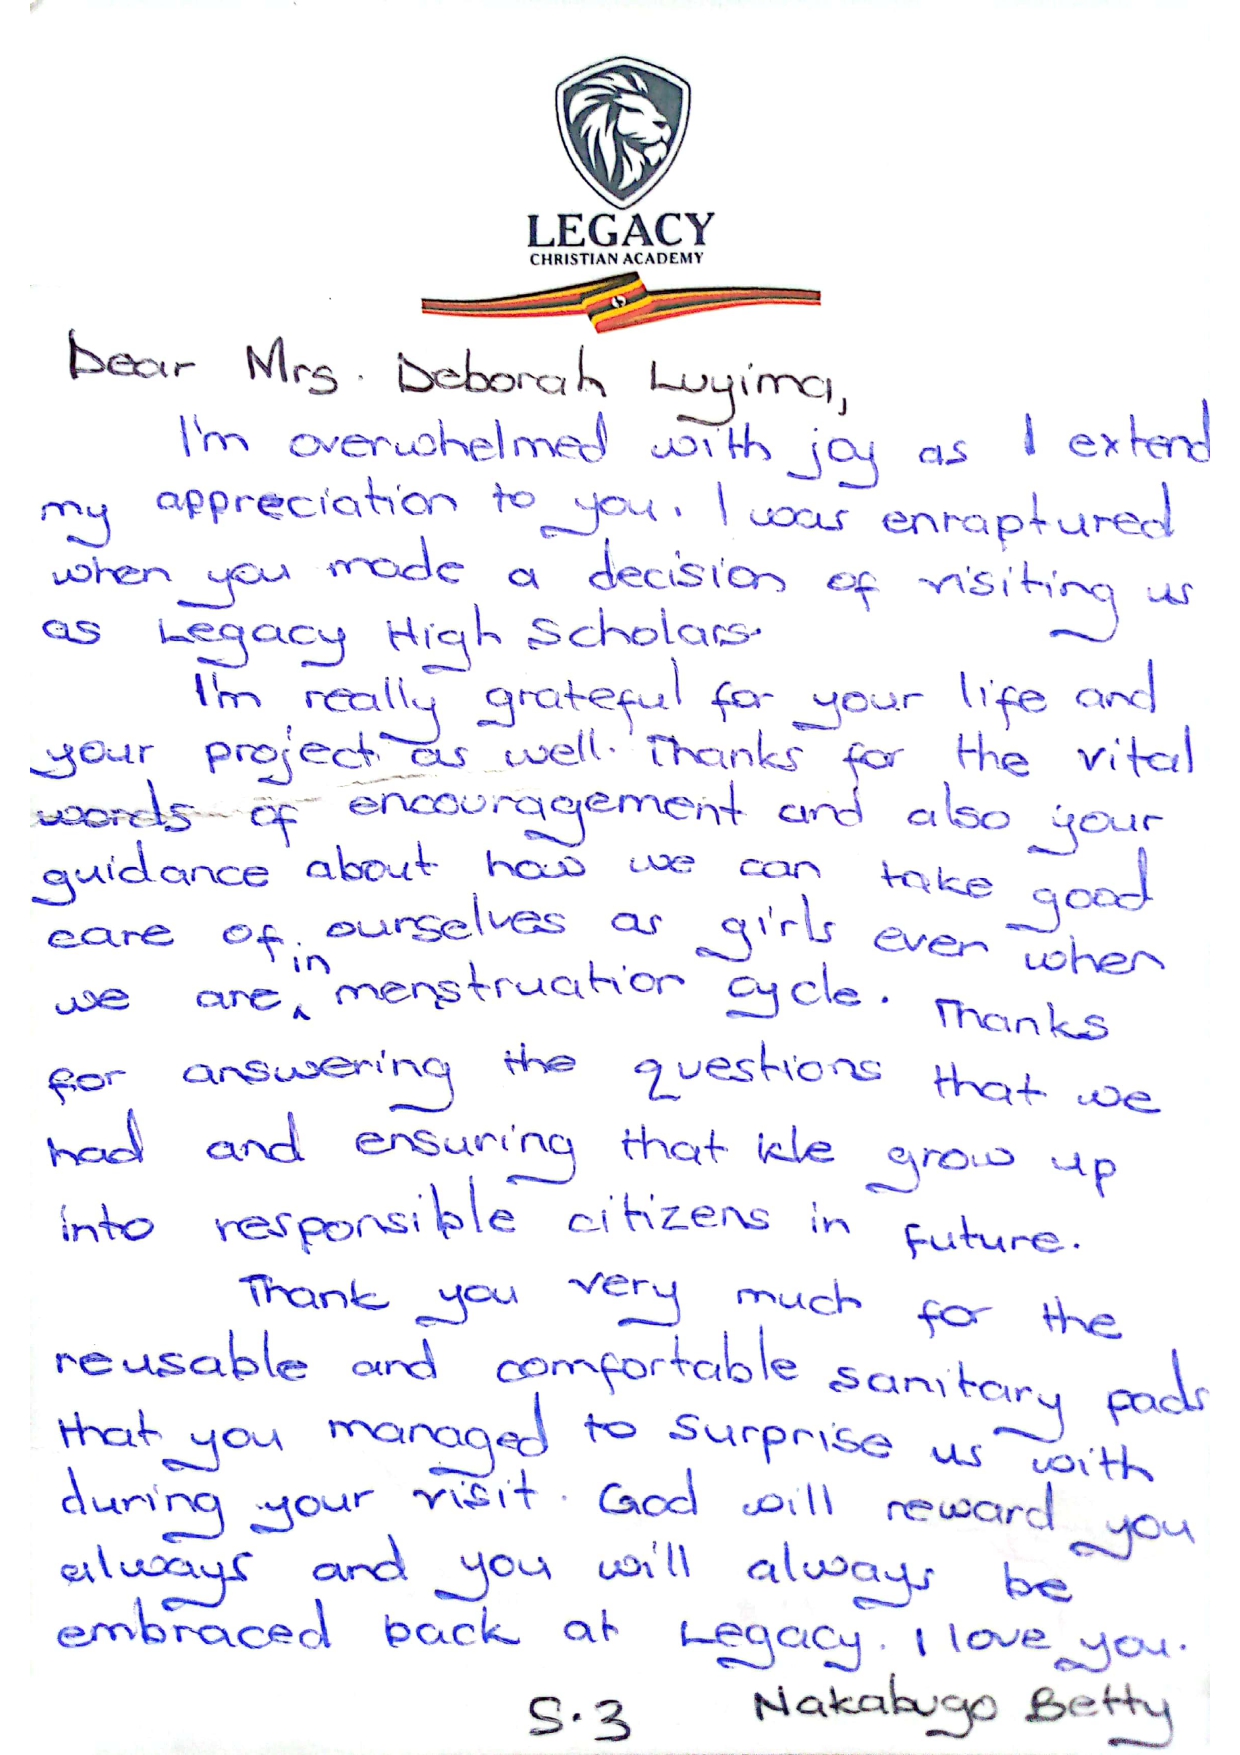 LEGACY
CHRISTIAN ACADEMY
Dear Mrs. Deborah Luyima,
I'm overwhelmed with joy as I extend
my appreciation to you. I was enraptured
when you made a decision of visiting us
as Legacy High Scholars.
I'm really grateful for your life and
your project as well. Thanks for the vital
words of encouragement and also your
guidance about how we can take good
care of ourselves as girls even when
we are in menstruation cycle. Thanks
for answering the questions that we
had and ensuring that We grow up
into responsible citizens in future.
Thank you very much for the
reusable and comfortable sanitary pads
that you managed to surprise us with
during your visit. God will reward you
always and you will always be
embraced back at Legacy. I love you.
S.3 Nakabugo Betty